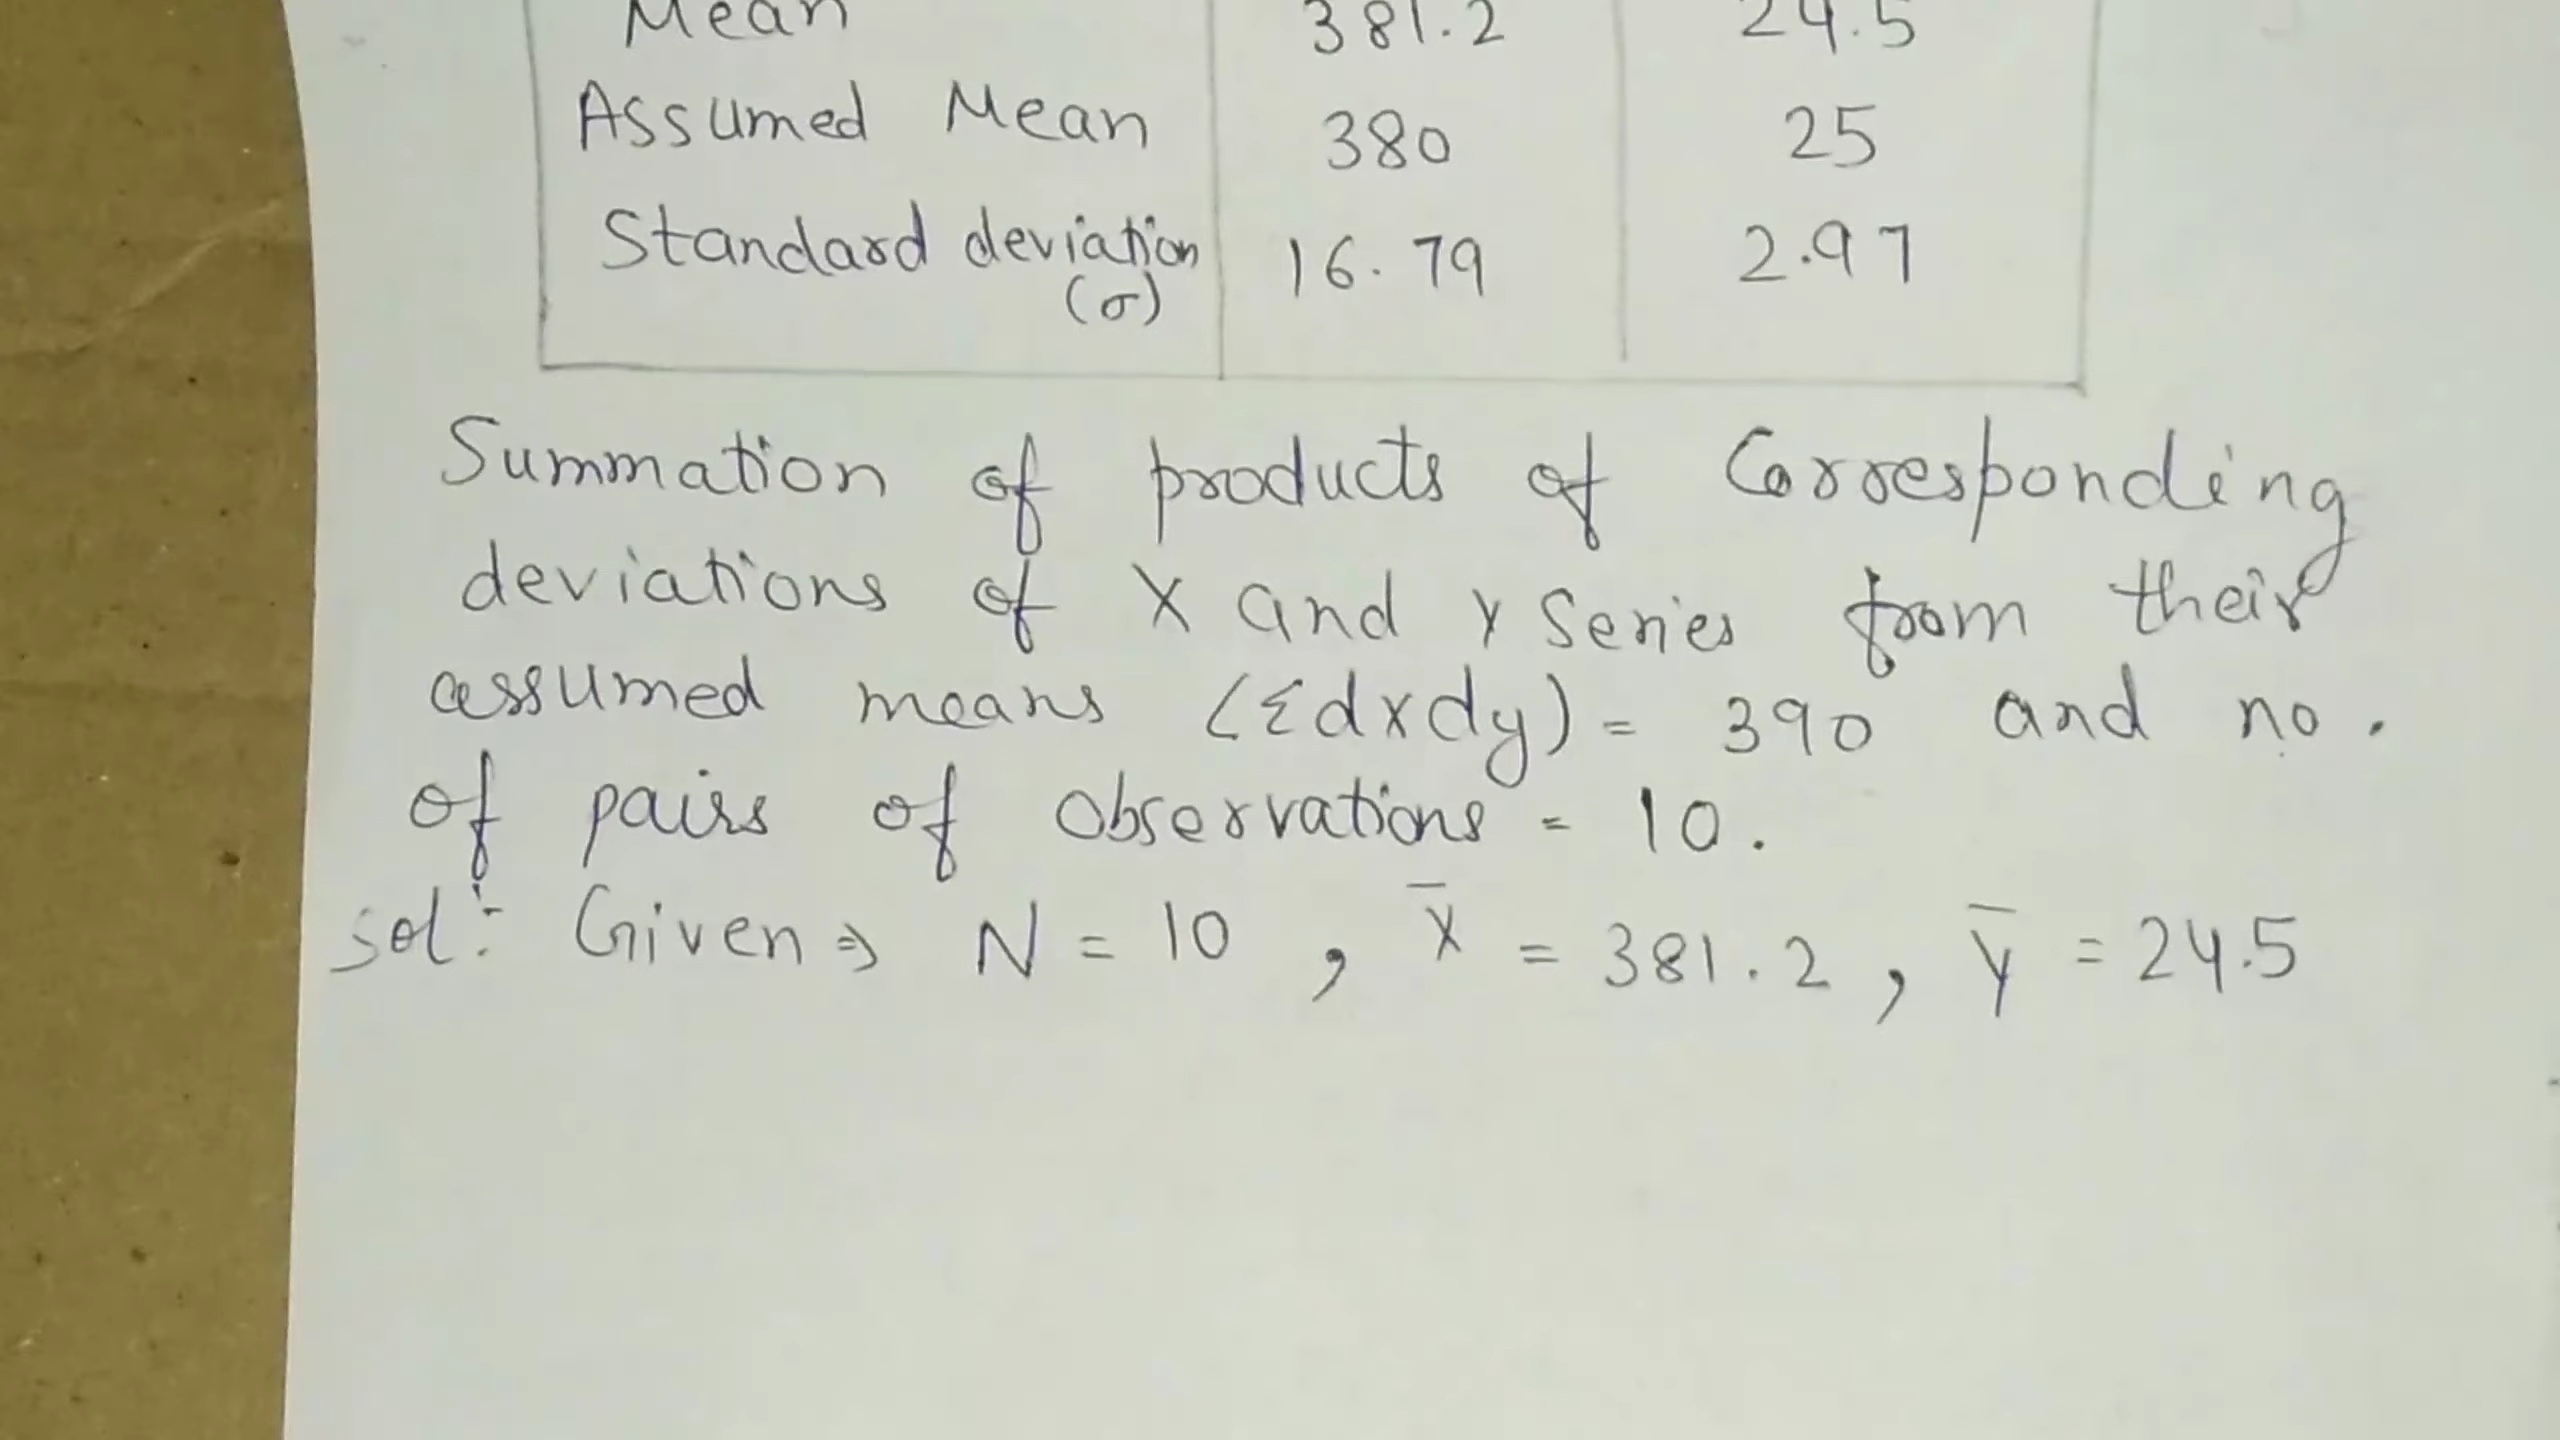 Mean 381.2 24.5
Assumed Mean 380 25
Standard deviation 16.79 2.97
(σ)
Summation of products of Corresponding
deviations of X and Y Series from their
assumed means (Σdxdy) = 390 and no.
of pairs of observations = 10.
Sol:- Given ⇒ N = 10 , X̅ = 381.2 , Y̅ = 24.5